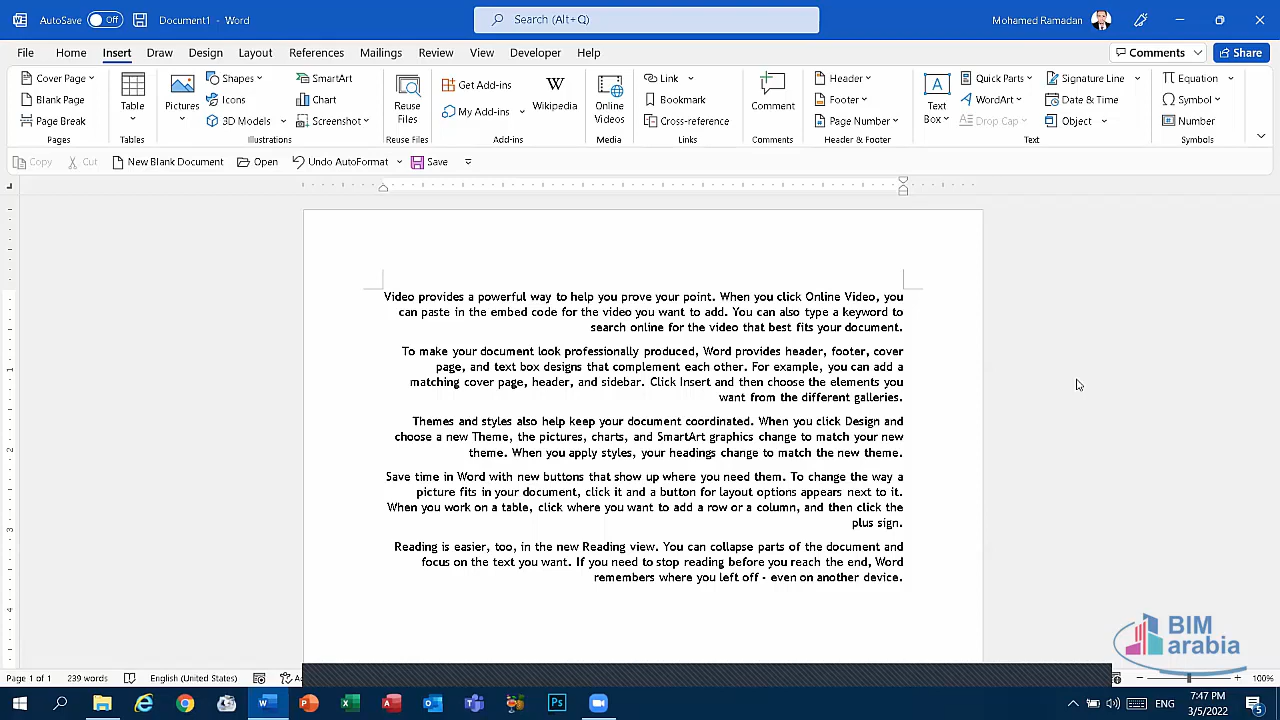 AutoSave Off Document1 - Word Search (Alt+Q) Mohamed Ramadan
File Home Insert Draw Design Layout References Mailings Review View Developer Help Comments Share
Cover Page
Blank Page
Page Break
Pages
Table
Tables
Pictures
Shapes
Icons
3D Models
SmartArt
Chart
Screenshot
Illustrations
Reuse
Files
Reuse Files
Get Add-ins
My Add-ins
Wikipedia
Add-ins
Online
Videos
Media
Link
Bookmark
Cross-reference
Links
Comment
Comments
Header
Footer
Page Number
Header & Footer
Text
Box
Quick Parts
WordArt
Drop Cap
Signature Line
Date & Time
Object
Text
Equation
Symbol
Number
Symbols
Copy Cut New Blank Document Open Undo AutoFormat Save
Video provides a powerful way to help you prove your point. When you click Online Video, you
can paste in the embed code for the video you want to add. You can also type a keyword to
search online for the video that best fits your document.
To make your document look professionally produced, Word provides header, footer, cover
page, and text box designs that complement each other. For example, you can add a
matching cover page, header, and sidebar. Click Insert and then choose the elements you
want from the different galleries.
Themes and styles also help keep your document coordinated. When you click Design and
choose a new Theme, the pictures, charts, and SmartArt graphics change to match your new
theme. When you apply styles, your headings change to match the new theme.
Save time in Word with new buttons that show up where you need them. To change the way a
picture fits in your document, click it and a button for layout options appears next to it.
When you work on a table, click where you want to add a row or a column, and then click the
plus sign.
Reading is easier, too, in the new Reading view. You can collapse parts of the document and
focus on the text you want. If you need to stop reading before you reach the end, Word
remembers where you left off - even on another device.
1
2
3
4
BIM
arabia
Page 1 of 1 239 words English (United States) 100%
ENG
7:47 PM
3/5/2022
5